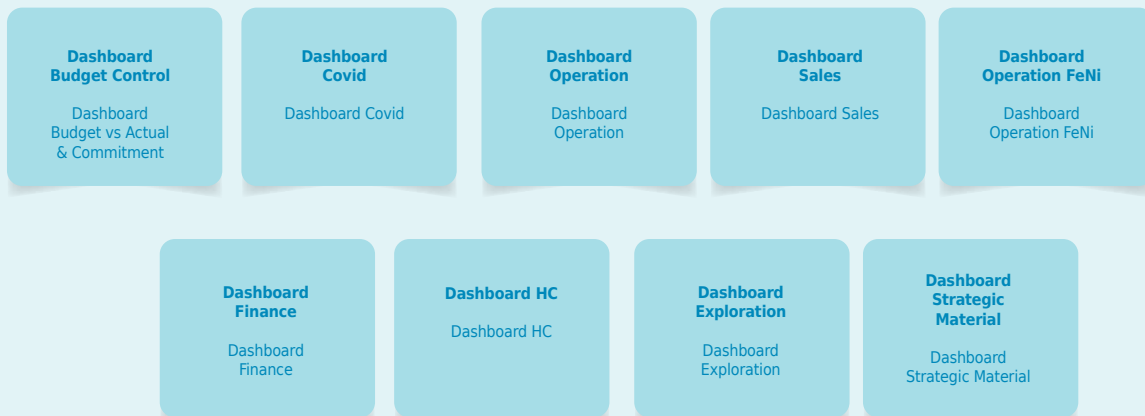 Dashboard
Budget Control
Dashboard
Budget vs Actual
& Commitment
Dashboard
Covid
Dashboard Covid
Dashboard
Operation
Dashboard
Operation
Dashboard
Sales
Dashboard Sales
Dashboard
Operation FeNi
Dashboard
Operation FeNi
Dashboard
Finance
Dashboard
Finance
Dashboard HC
Dashboard HC
Dashboard
Exploration
Dashboard
Exploration
Dashboard
Strategic
Material
Dashboard
Strategic Material